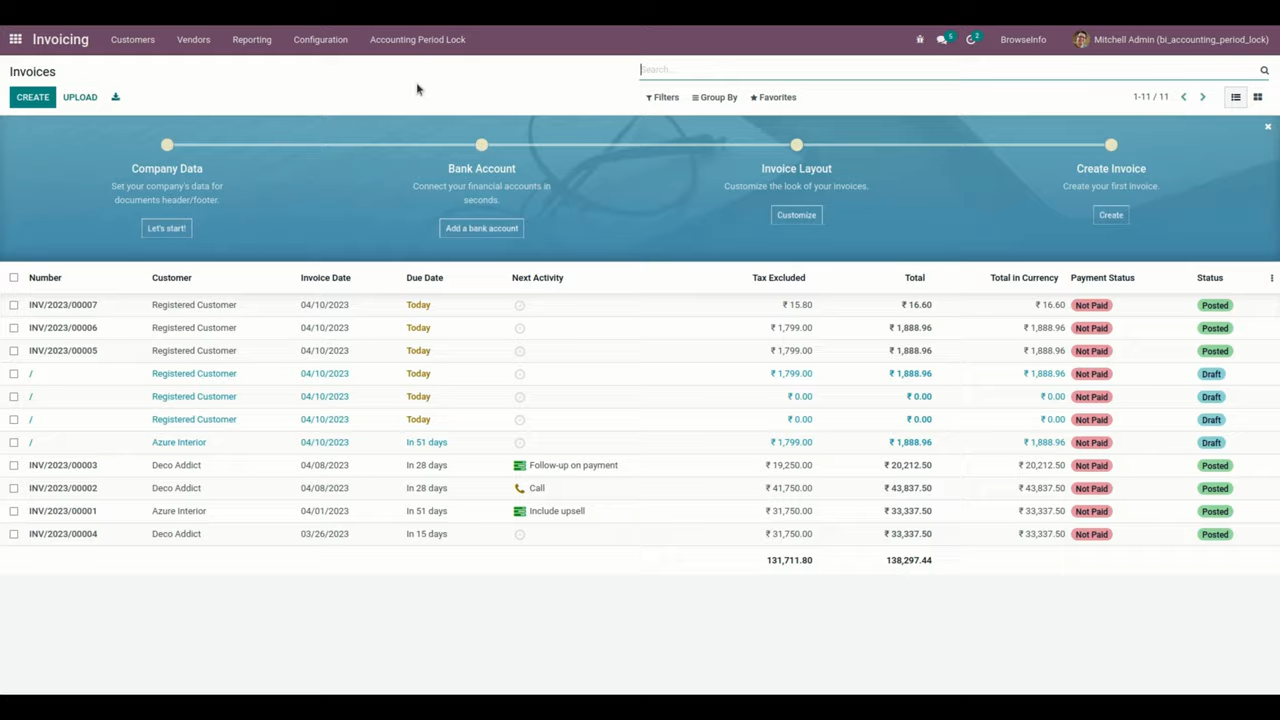 Invoicing Customers Vendors Reporting Configuration Accounting Period Lock 5 2 BrowseInfo Mitchell Admin (bi_accounting_period_lock)
Invoices Search...
CREATE UPLOAD Filters Group By Favorites 1-11 / 11
Company Data Bank Account Invoice Layout Create Invoice
Set your company's data for Connect your financial accounts in Customize the look of your invoices. Create your first invoice.
documents header/footer. seconds.
Let's start! Add a bank account Customize Create
Number Customer Invoice Date Due Date Next Activity Tax Excluded Total Total in Currency Payment Status Status
INV/2023/00007 Registered Customer 04/10/2023 Today ₹ 15.80 ₹ 16.60 ₹ 16.60 Not Paid Posted
INV/2023/00006 Registered Customer 04/10/2023 Today ₹ 1,799.00 ₹ 1,888.96 ₹ 1,888.96 Not Paid Posted
INV/2023/00005 Registered Customer 04/10/2023 Today ₹ 1,799.00 ₹ 1,888.96 ₹ 1,888.96 Not Paid Posted
/ Registered Customer 04/10/2023 Today ₹ 1,799.00 ₹ 1,888.96 ₹ 1,888.96 Not Paid Draft
/ Registered Customer 04/10/2023 Today ₹ 0.00 ₹ 0.00 ₹ 0.00 Not Paid Draft
/ Registered Customer 04/10/2023 Today ₹ 0.00 ₹ 0.00 ₹ 0.00 Not Paid Draft
/ Azure Interior 04/10/2023 In 51 days ₹ 1,799.00 ₹ 1,888.96 ₹ 1,888.96 Not Paid Draft
INV/2023/00003 Deco Addict 04/08/2023 In 28 days Follow-up on payment ₹ 19,250.00 ₹ 20,212.50 ₹ 20,212.50 Not Paid Posted
INV/2023/00002 Deco Addict 04/08/2023 In 28 days Call ₹ 41,750.00 ₹ 43,837.50 ₹ 43,837.50 Not Paid Posted
INV/2023/00001 Azure Interior 04/01/2023 In 51 days Include upsell ₹ 31,750.00 ₹ 33,337.50 ₹ 33,337.50 Not Paid Posted
INV/2023/00004 Deco Addict 03/26/2023 In 15 days ₹ 31,750.00 ₹ 33,337.50 ₹ 33,337.50 Not Paid Posted
131,711.80 138,297.44